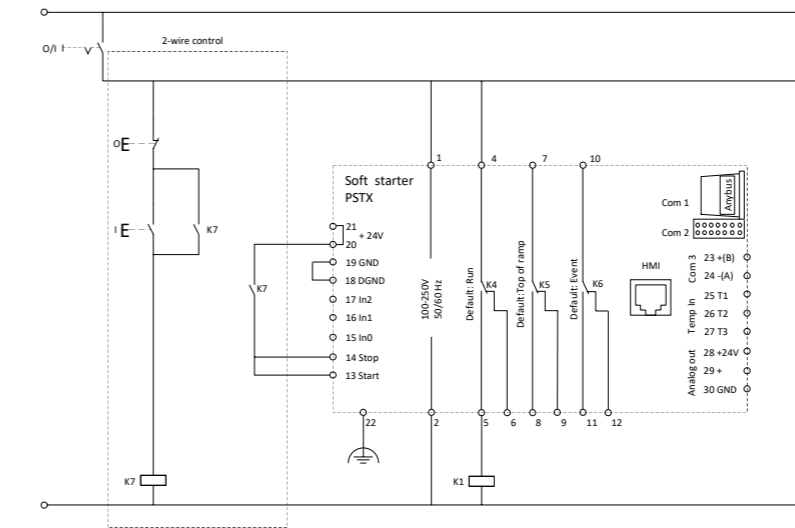 2-wire control
O/I
1
4
7
10
OE
Soft starter
PSTX
Anybus
Com 1
21
+ 24V
20
Com 2
I E
K7
19 GND
HMI
Com 3
23 +(B)
24 -(A)
K7
18 DGND
100-250V
50/60 Hz
Default: Run
K4
Default:Top of ramp
K5
Default: Event
K6
Temp In
25 T1
17 In2
26 T2
16 In1
27 T3
15 In0
Analog out
28 +24V
14 Stop
29 +
13 Start
30 GND
22
2
5
6
8
9
11
12
K7
K1